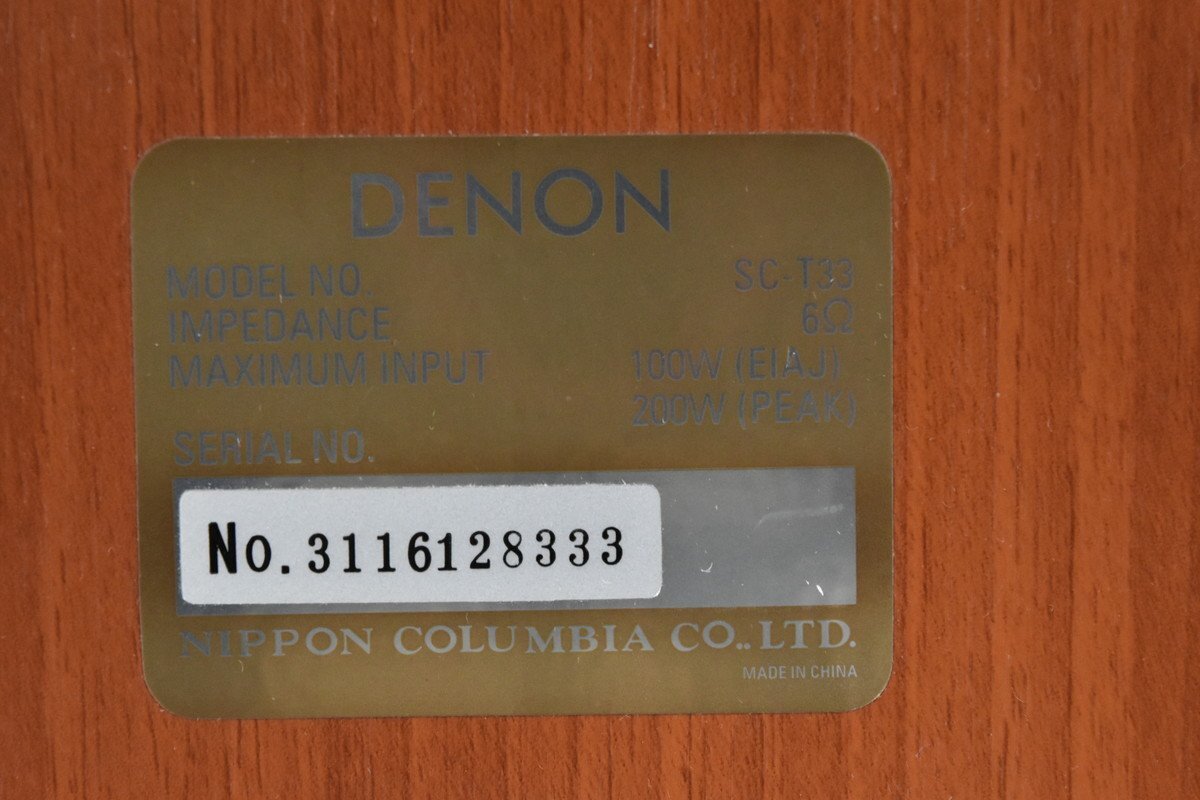 DENON
MODEL NO. SC-T33
IMPEDANCE 6Ω
MAXIMUM INPUT 100W (EIAJ)
200W (PEAK)
SERIAL NO.
No. 3116128333
NIPPON COLUMBIA CO., LTD.
MADE IN CHINA